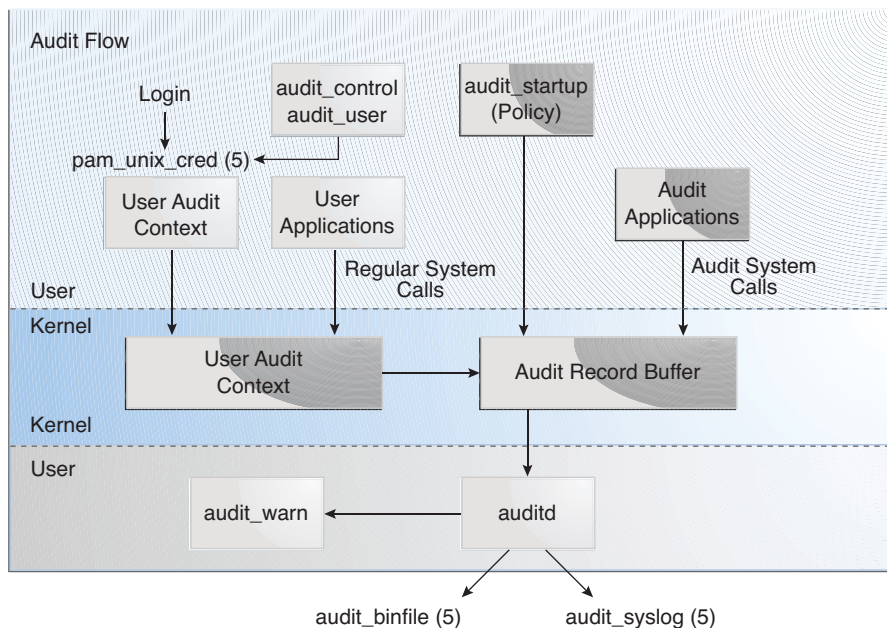 Audit Flow
Login
audit_control
audit_user
audit_startup
(Policy)
pam_unix_cred (5)
User Audit
Context
User
Applications
Audit
Applications
Regular System
Calls
Audit System
Calls
User
Kernel
User Audit
Context
Audit Record Buffer
Kernel
User
audit_warn
auditd
audit_binfile (5)
audit_syslog (5)